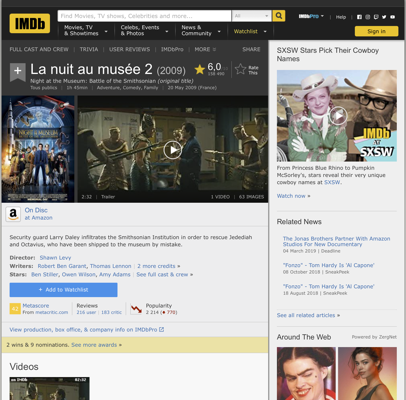 IMDb
Find Movies, TV shows, Celebrities and more...
All
IMDbPro
Help
Movies, TV & Showtimes
Celebs, Events & Photos
News & Community
Watchlist
Sign in
FULL CAST AND CREW | TRIVIA | USER REVIEWS | IMDbPro | MORE
SHARE
La nuit au musée 2 (2009)
Night at the Museum: Battle of the Smithsonian (original title)
Tous publics | 1h 45min | Adventure, Comedy, Family | 20 May 2009 (France)
6,0
Rate This
2:32 | Trailer
1 VIDEO | 63 IMAGES
On Disc
at Amazon
Security guard Larry Daley infiltrates the Smithsonian Institution in order to rescue Jedediah
and Octavius, who have been shipped to the museum by mistake.
Director: Shawn Levy
Writers: Robert Ben Garant, Thomas Lennon | 2 more credits »
Stars: Ben Stiller, Owen Wilson, Amy Adams | See full cast & crew »
+ Add to Watchlist
Metascore
From metacritic.com
Reviews
216 user | 183 critic
Popularity
2 214 (♦ 770)
View production, box office, & company info on IMDbPro
2 wins & 9 nominations. See more awards »
Videos
SXSW Stars Pick Their Cowboy
Names
IMDb
at
SXSW
From Princess Blue Rhino to Pumpkin
McSorley's, stars reveal their very unique
cowboy names at SXSW.
Watch now »
Related News
The Jonas Brothers Partner With Amazon
Studios For New Documentary
04 March 2019 | Deadline
"Fonzo" - Tom Hardy Is 'Al Capone'
08 October 2018 | SneakPeek
"Fonzo" - Tom Hardy Is 'Al Capone'
18 August 2018 | SneakPeek
See all related articles »
Around The Web
Powered by ZergNet